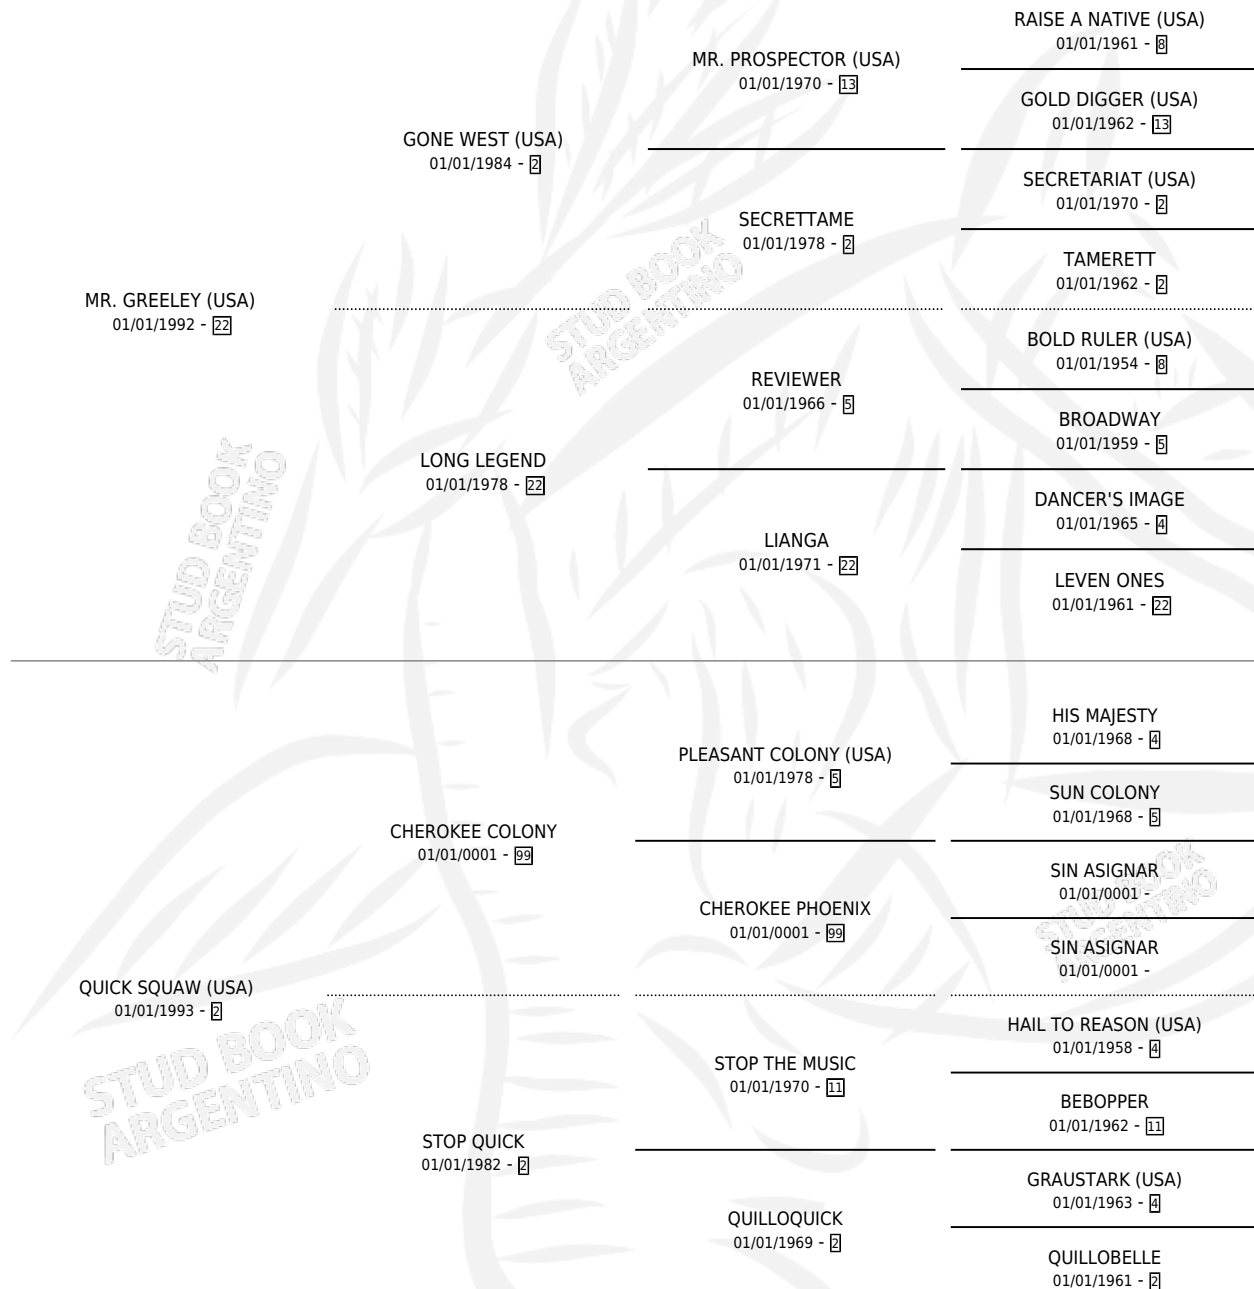 RAISE A NATIVE (USA)
01/01/1961 - 8
MR. PROSPECTOR (USA)
01/01/1970 - 13
GOLD DIGGER (USA)
01/01/1962 - 13
GONE WEST (USA)
01/01/1984 - 2
SECRETARIAT (USA)
01/01/1970 - 2
SECRETTAME
01/01/1978 - 2
TAMERETT
01/01/1962 - 2
MR. GREELEY (USA)
01/01/1992 - 22
BOLD RULER (USA)
01/01/1954 - 8
REVIEWER
01/01/1966 - 5
BROADWAY
01/01/1959 - 5
LONG LEGEND
01/01/1978 - 22
DANCER'S IMAGE
01/01/1965 - 4
LIANGA
01/01/1971 - 22
LEVEN ONES
01/01/1961 - 22
HIS MAJESTY
01/01/1968 - 4
PLEASANT COLONY (USA)
01/01/1978 - 5
SUN COLONY
01/01/1968 - 5
CHEROKEE COLONY
01/01/0001 - 99
SIN ASIGNAR
01/01/0001 -
CHEROKEE PHOENIX
01/01/0001 - 99
SIN ASIGNAR
01/01/0001 -
QUICK SQUAW (USA)
01/01/1993 - 2
HAIL TO REASON (USA)
01/01/1958 - 4
STOP THE MUSIC
01/01/1970 - 11
BEBOPPER
01/01/1962 - 11
STOP QUICK
01/01/1982 - 2
GRAUSTARK (USA)
01/01/1963 - 4
QUILLOQUICK
01/01/1969 - 2
QUILLOBELLE
01/01/1961 - 2
STUD BOOK
ARGENTINO
STUD BOOK
ARGENTINO
STUD BOOK
ARGENTINO
STUD BOOK
ARGENTINO